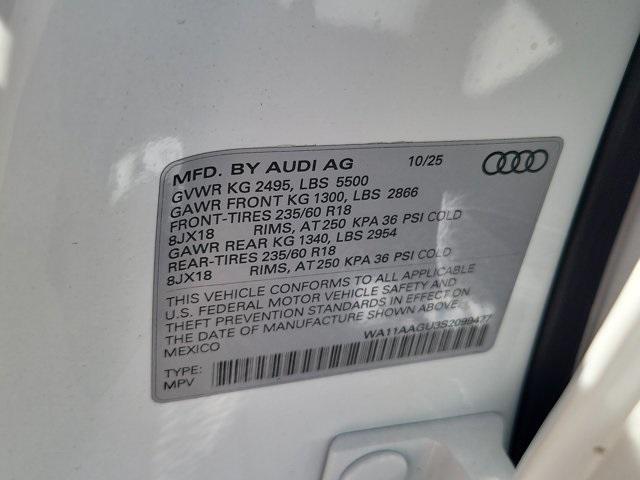 MFD. BY AUDI AG 10/25
GVWR KG 2495, LBS 5500
GAWR FRONT KG 1300, LBS 2866
FRONT-TIRES 235/60 R18
8JX18 RIMS, AT 250 KPA 36 PSI COLD
GAWR REAR KG 1340, LBS 2954
REAR-TIRES 235/60 R18
8JX18 RIMS, AT 250 KPA 36 PSI COLD
THIS VEHICLE CONFORMS TO ALL APPLICABLE
U.S. FEDERAL MOTOR VEHICLE SAFETY AND
THEFT PREVENTION STANDARDS IN EFFECT ON
THE DATE OF MANUFACTURE SHOWN ABOVE.
MEXICO WA11AAGU3S2099427
TYPE:
MPV